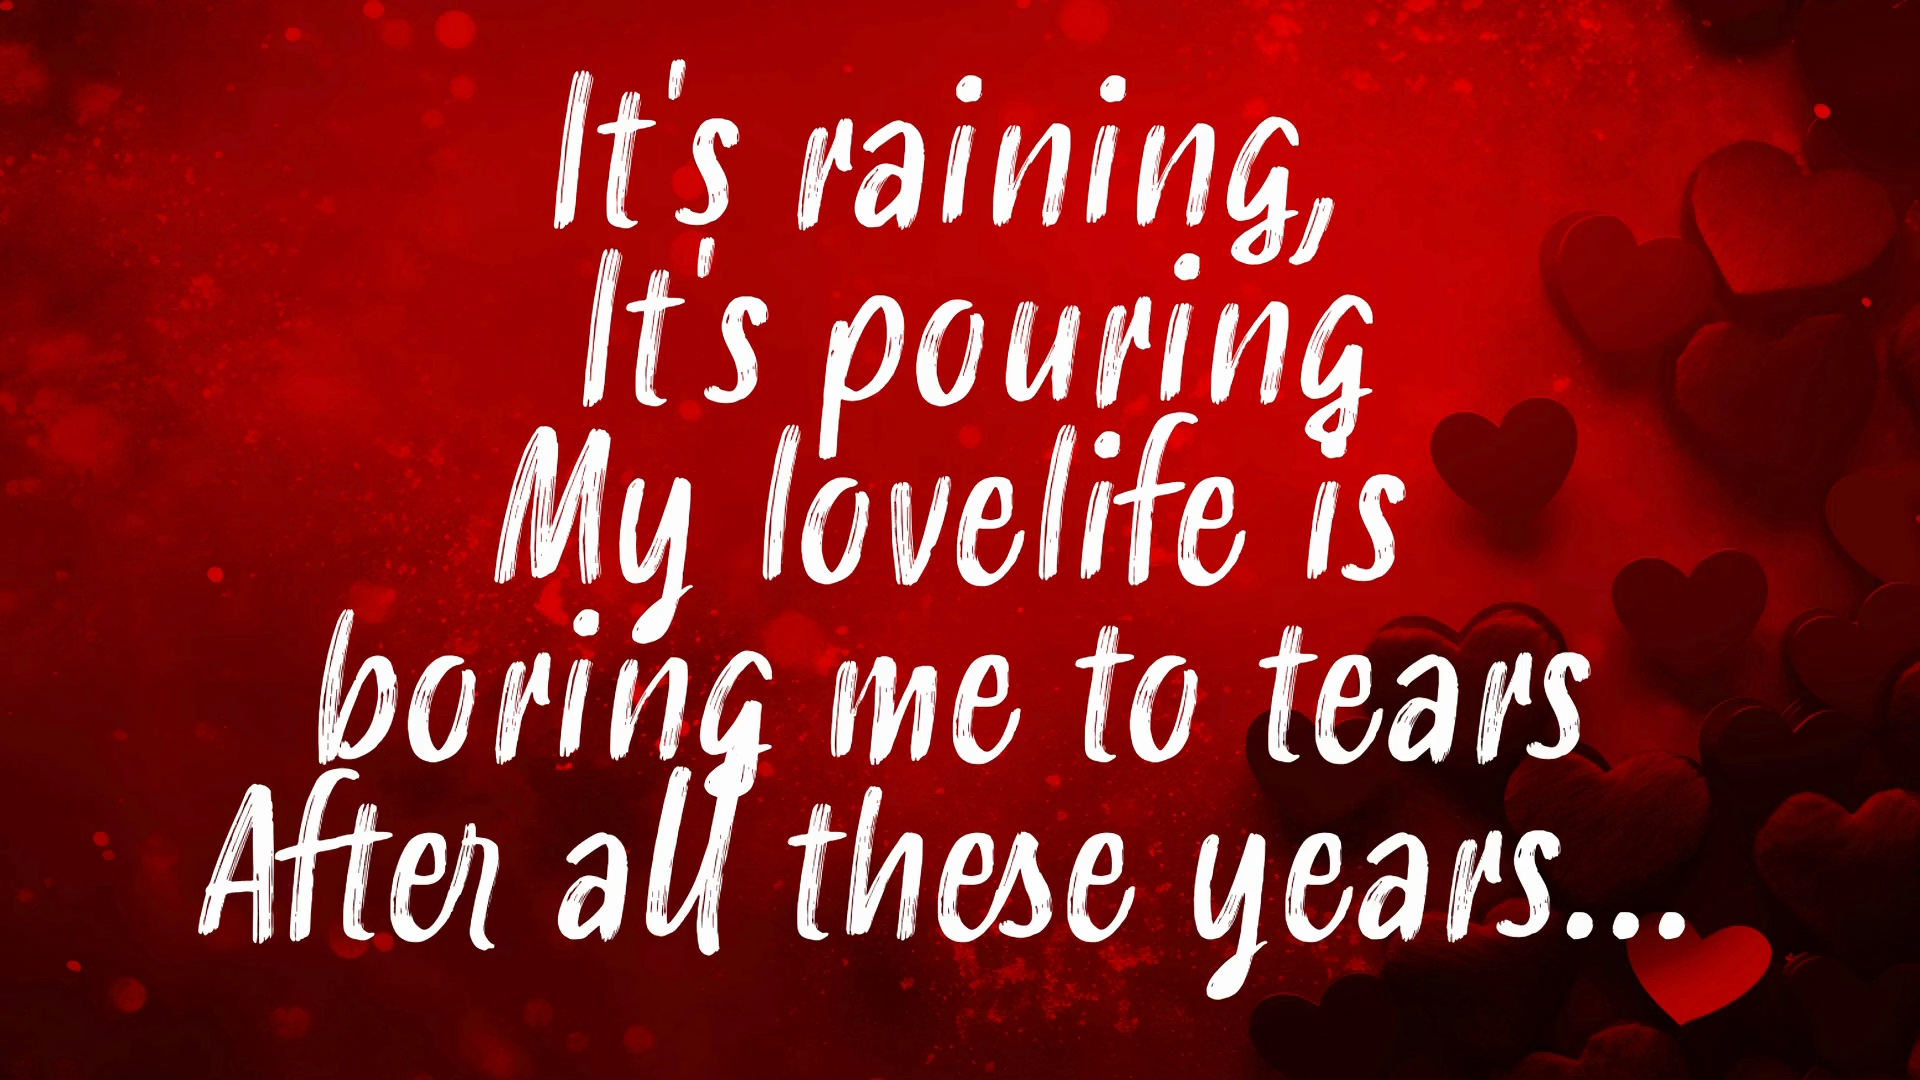 It's raining,
It's pouring
My lovelife is
boring me to tears
After all these years...